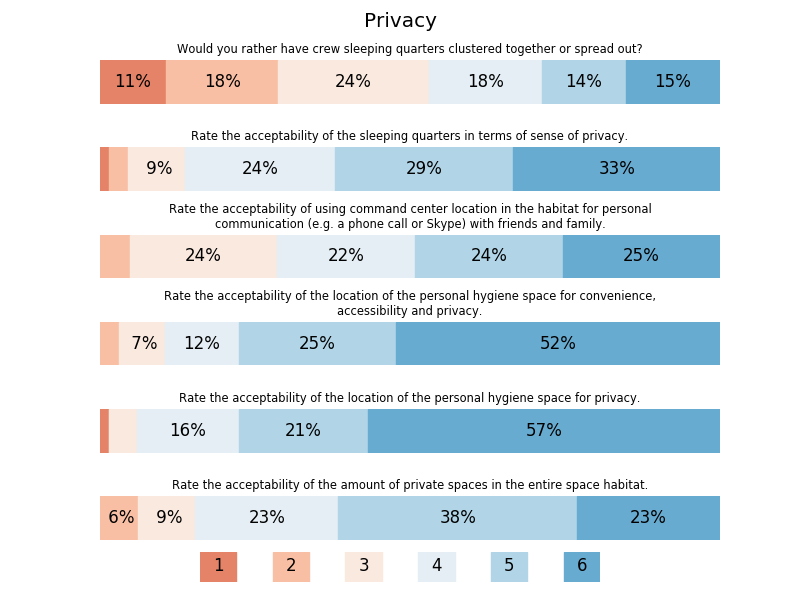 Privacy
Would you rather have crew sleeping quarters clustered together or spread out?
11% 18% 24% 18% 14% 15%
Rate the acceptability of the sleeping quarters in terms of sense of privacy.
9% 24% 29% 33%
Rate the acceptability of using command center location in the habitat for personal
communication (e.g. a phone call or Skype) with friends and family.
24% 22% 24% 25%
Rate the acceptability of the location of the personal hygiene space for convenience,
accessibility and privacy.
7% 12% 25% 52%
Rate the acceptability of the location of the personal hygiene space for privacy.
16% 21% 57%
Rate the acceptability of the amount of private spaces in the entire space habitat.
6% 9% 23% 38% 23%
1 2 3 4 5 6